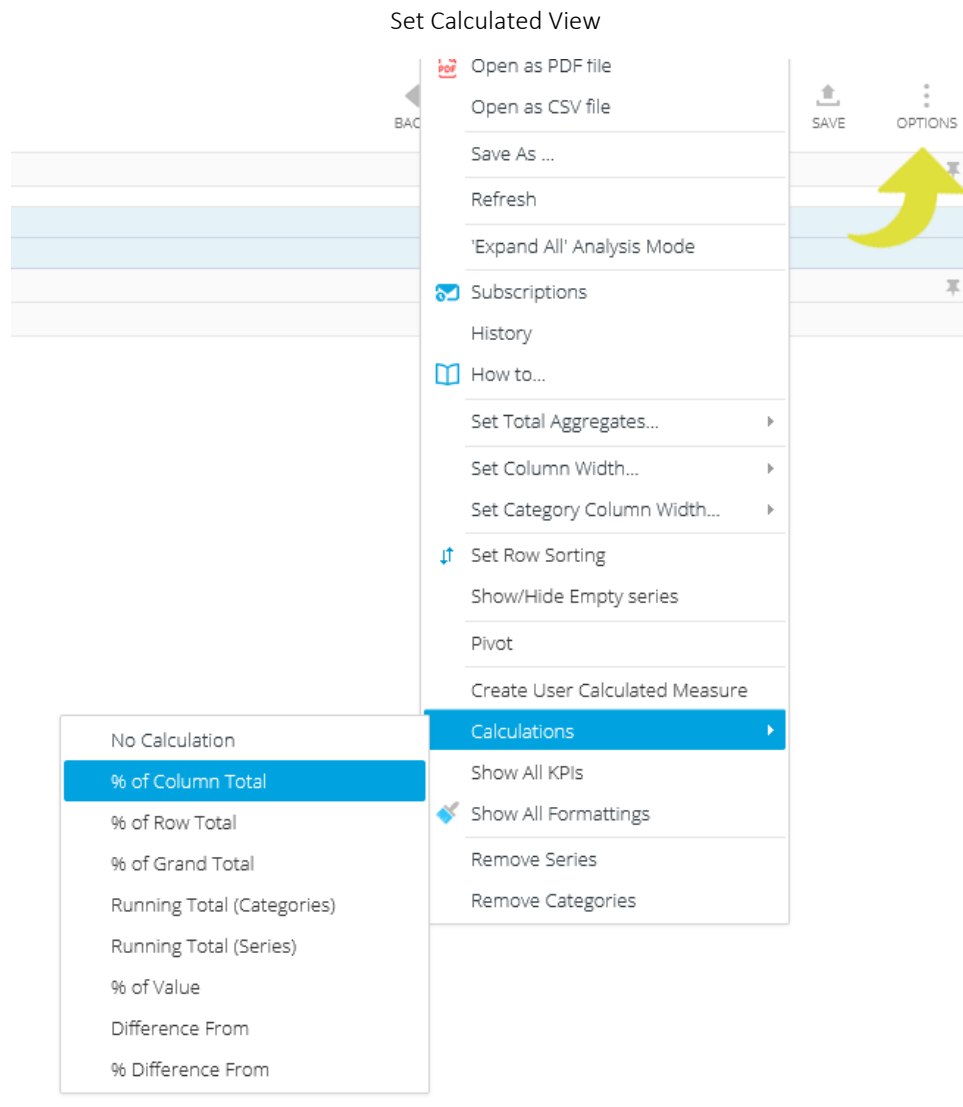 Set Calculated View
PDF
Open as PDF file
Open as CSV file
SAVE
OPTIONS
Save As ...
Refresh
'Expand All' Analysis Mode
Subscriptions
History
How to...
Set Total Aggregates...
Set Column Width...
Set Category Column Width...
Set Row Sorting
Show/Hide Empty series
Pivot
Create User Calculated Measure
Calculations
Show All KPIs
Show All Formattings
Remove Series
Remove Categories
No Calculation
% of Column Total
% of Row Total
% of Grand Total
Running Total (Categories)
Running Total (Series)
% of Value
Difference From
% Difference From